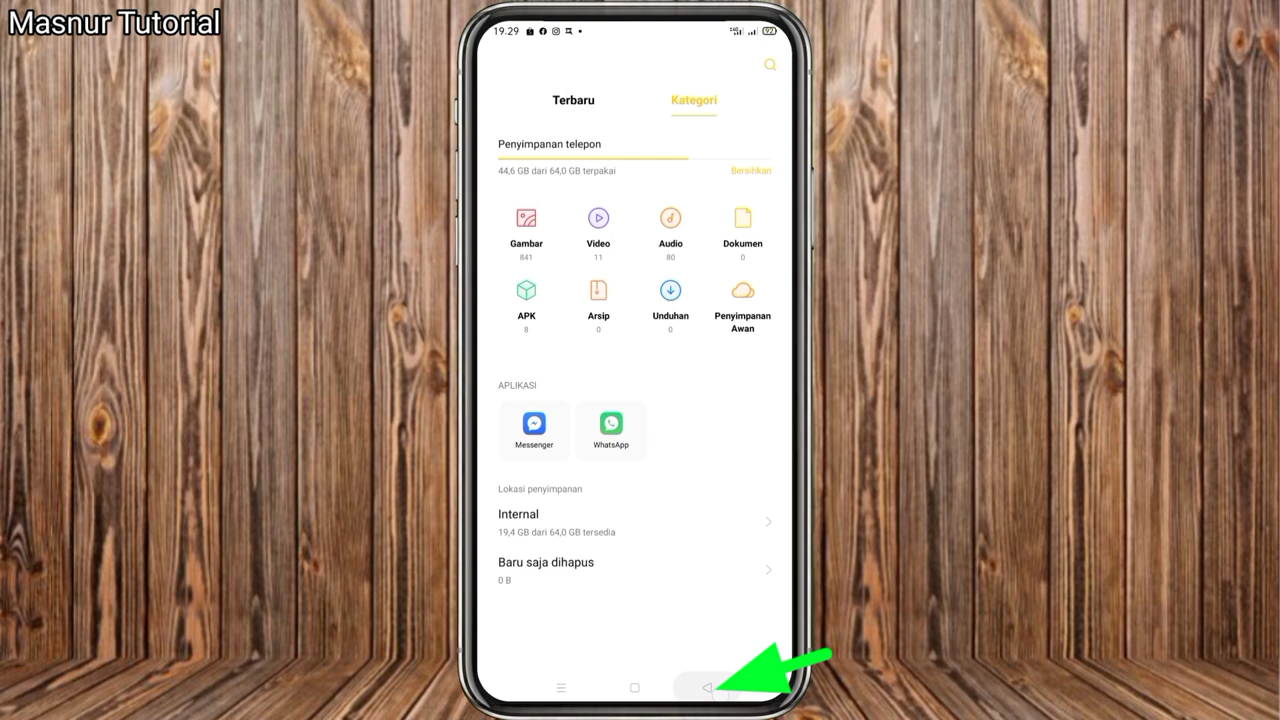 Masnur Tutorial
19.29
92
Terbaru
Kategori
Penyimpanan telepon
44,6 GB dari 64,0 GB terpakai
Bersihkan
Gambar
Video
Audio
Dokumen
841
11
80
0
APK
Arsip
Unduhan
Penyimpanan
Awan
8
0
0
APLIKASI
Messenger
WhatsApp
Lokasi penyimpanan
Internal
19,4 GB dari 64,0 GB tersedia
Baru saja dihapus
0 B